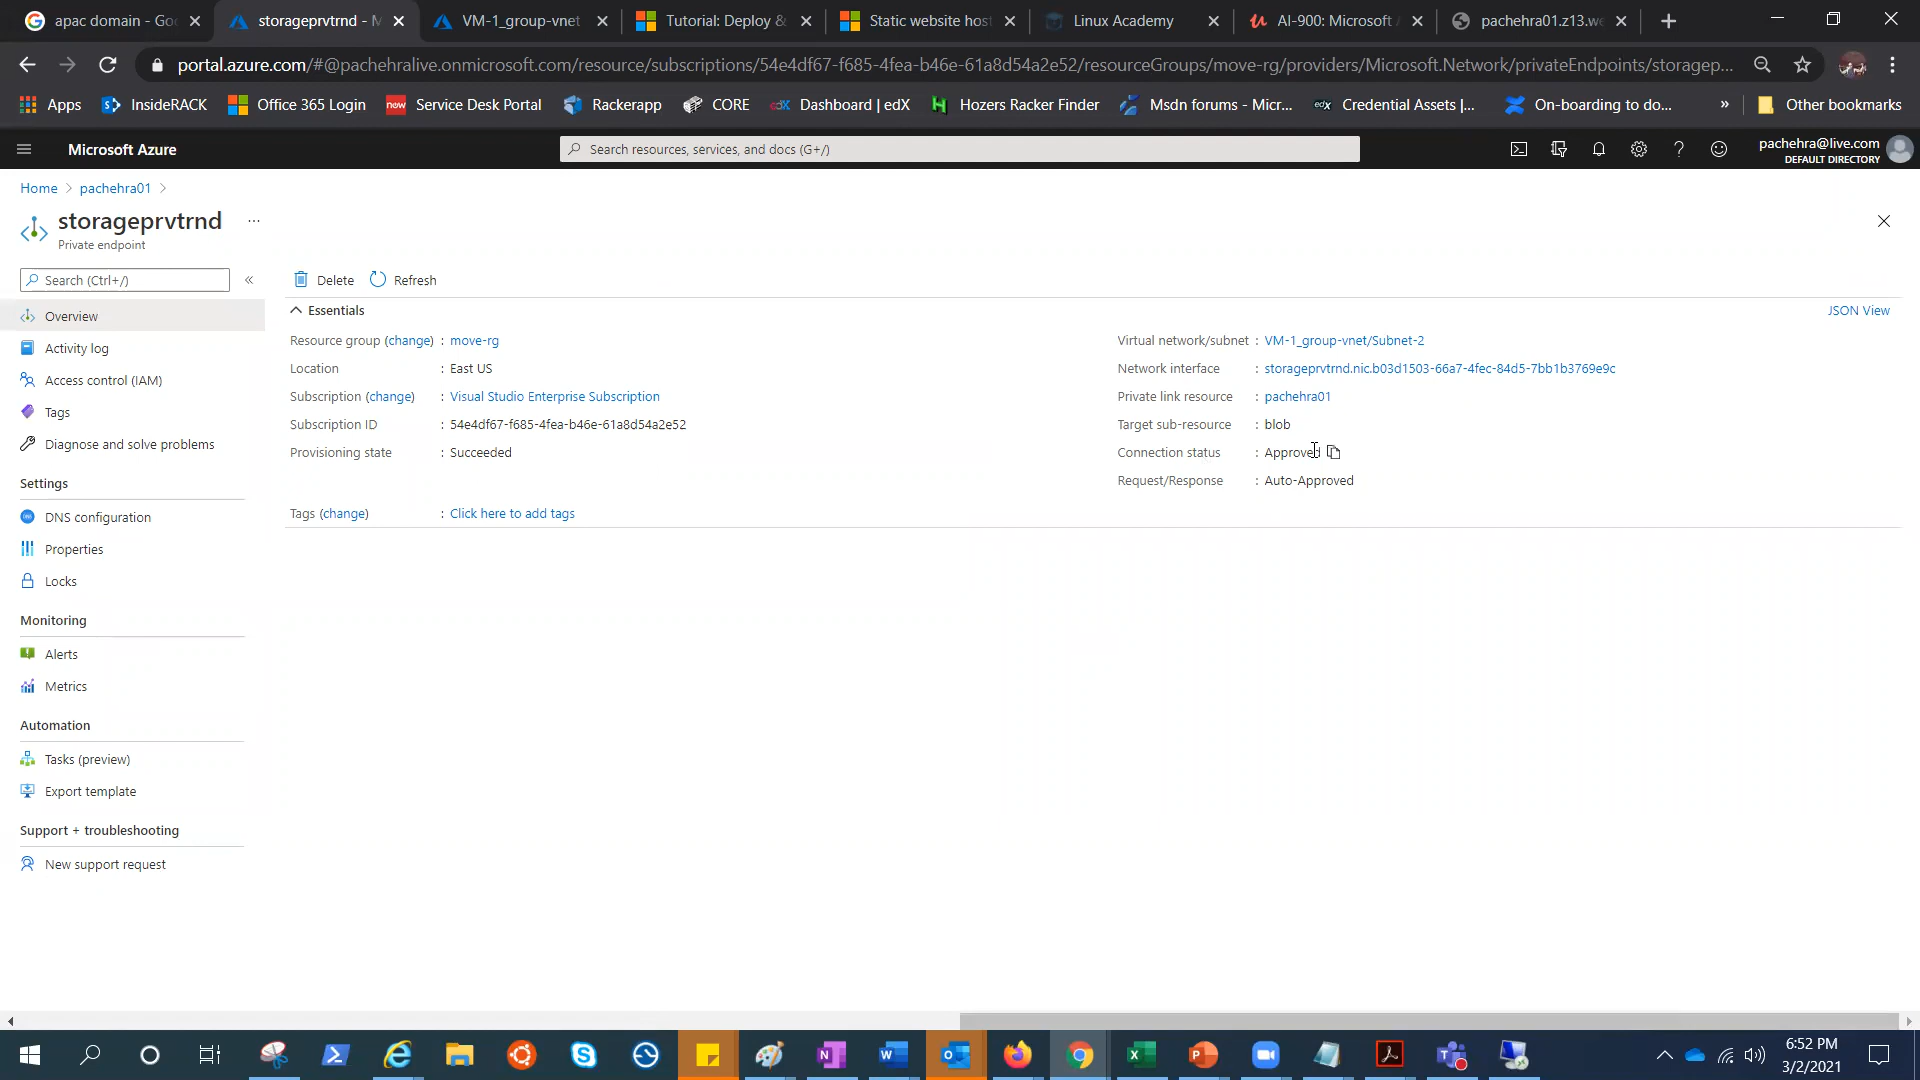 apac domain - Goo
storageprvtrnd - M
VM-1_group-vnet
Tutorial: Deploy &
Static website host
Linux Academy
AI-900: Microsoft
pachehra01.z13.we
portal.azure.com/#@pachehralive.onmicrosoft.com/resource/subscriptions/54e4df67-f685-4fea-b46e-61a8d54a2e52/resourceGroups/move-rg/providers/Microsoft.Network/privateEndpoints/storagep...
Apps
InsideRACK
Office 365 Login
now
Service Desk Portal
Rackerapp
CORE
edX
Dashboard | edX
Hozers Racker Finder
Msdn forums - Micr...
edX
Credential Assets |...
On-boarding to do...
»
Other bookmarks
Microsoft Azure
Search resources, services, and docs (G+/)
pachehra@live.com
DEFAULT DIRECTORY
Home > pachehra01 >
storageprvtrnd ...
Private endpoint
Search (Ctrl+/)
«
Overview
Activity log
Access control (IAM)
Tags
Diagnose and solve problems
Settings
DNS configuration
Properties
Locks
Monitoring
Alerts
Metrics
Automation
Tasks (preview)
Export template
Support + troubleshooting
New support request
Delete
Refresh
Essentials
JSON View
Resource group (change) : move-rg
Location : East US
Subscription (change) : Visual Studio Enterprise Subscription
Subscription ID : 54e4df67-f685-4fea-b46e-61a8d54a2e52
Provisioning state : Succeeded
Tags (change) : Click here to add tags
Virtual network/subnet : VM-1_group-vnet/Subnet-2
Network interface : storageprvtrnd.nic.b03d1503-66a7-4fec-84d5-7bb1b3769e9c
Private link resource : pachehra01
Target sub-resource : blob
Connection status : Approved
Request/Response : Auto-Approved
6:52 PM
3/2/2021